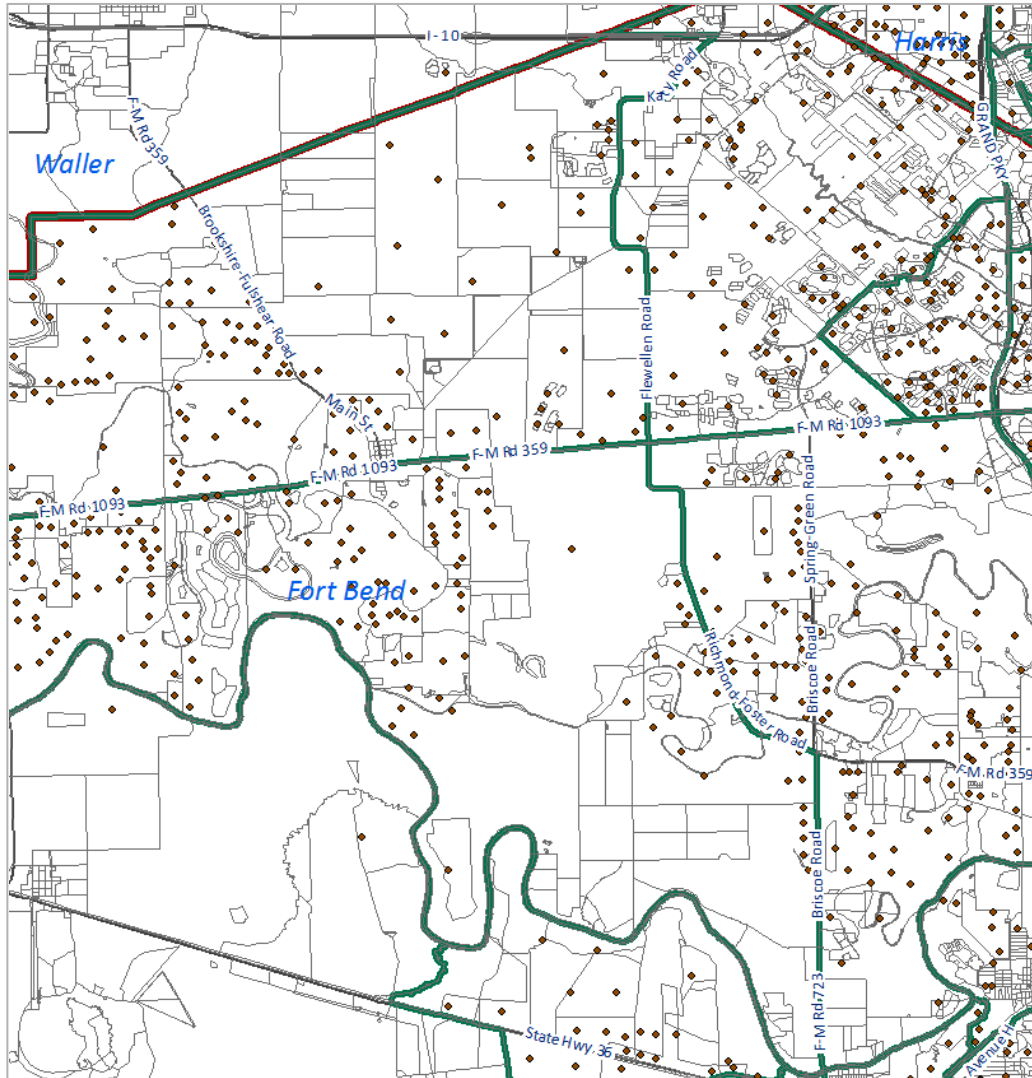 I-10
Harris
Katy Road
F-M Rd 359
GRAND PKY
Waller
Brookshire-Fulshear Road
Flewellen Road
Main St
F-M Rd 1093
F-M Rd 359
F-M Rd 1093
F-M Rd 1093
Spring-Green Road
Fort Bend
Richmond-Foster Road
Briscoe Road
F-M Rd 359
Briscoe Road
F-M Rd 723
State Hwy 36
Avenue H